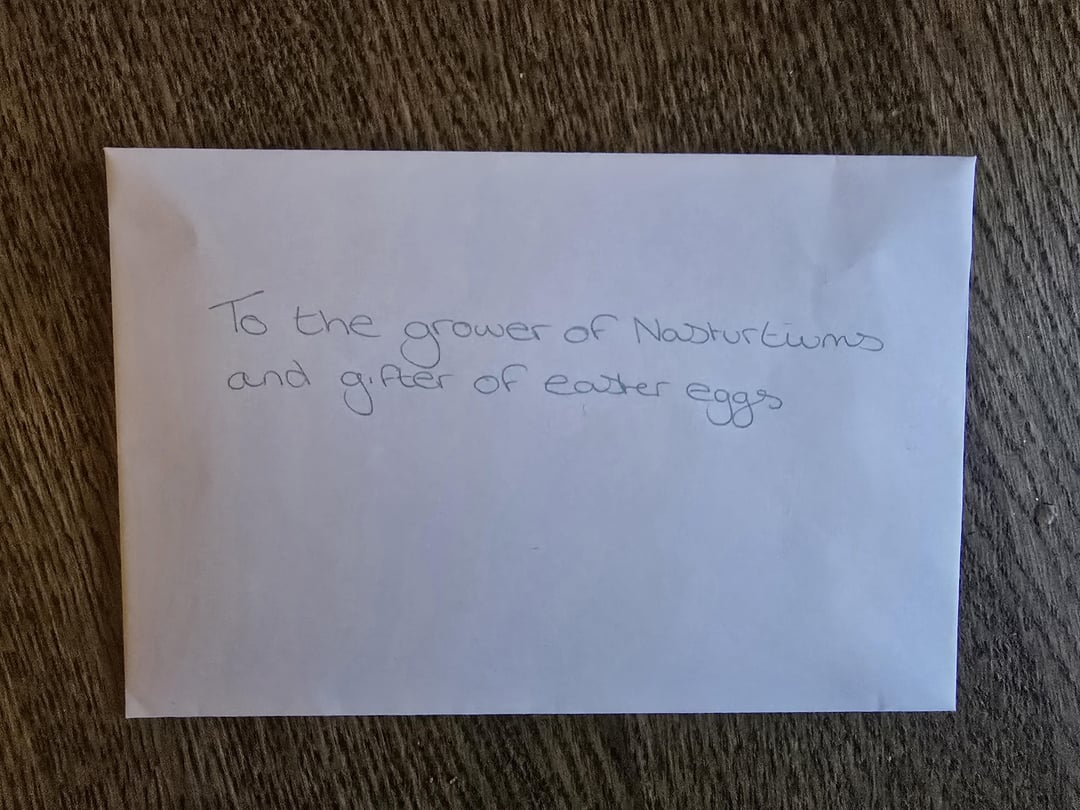 To the grower of Nasturtiums
and gifter of easter eggs